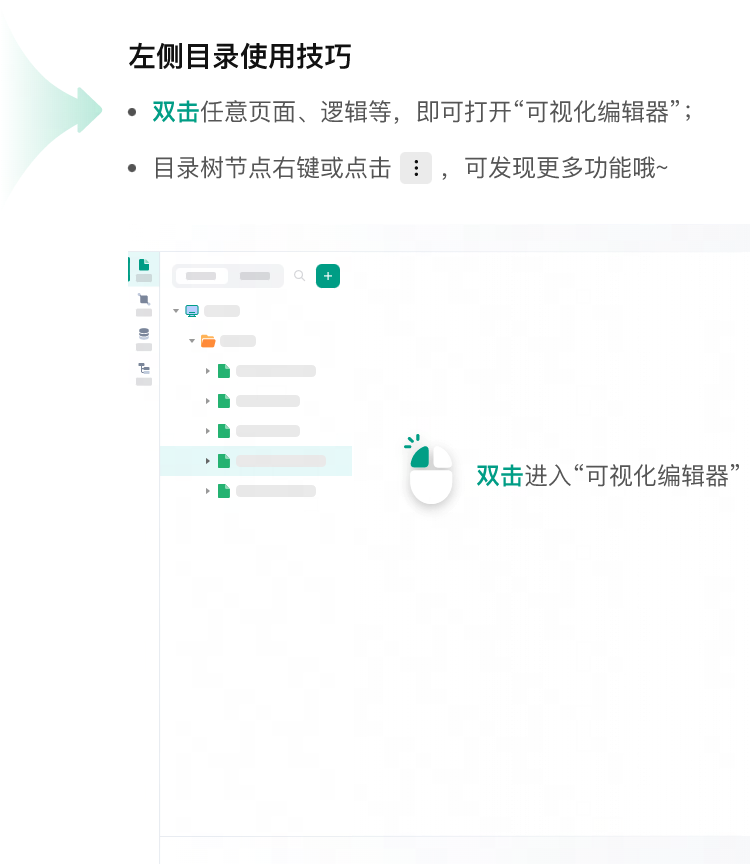 左侧目录使用技巧
双击任意页面、逻辑等，即可打开“可视化编辑器”；
目录树节点右键或点击 ⋮ ，可发现更多功能哦~
双击进入“可视化编辑器”